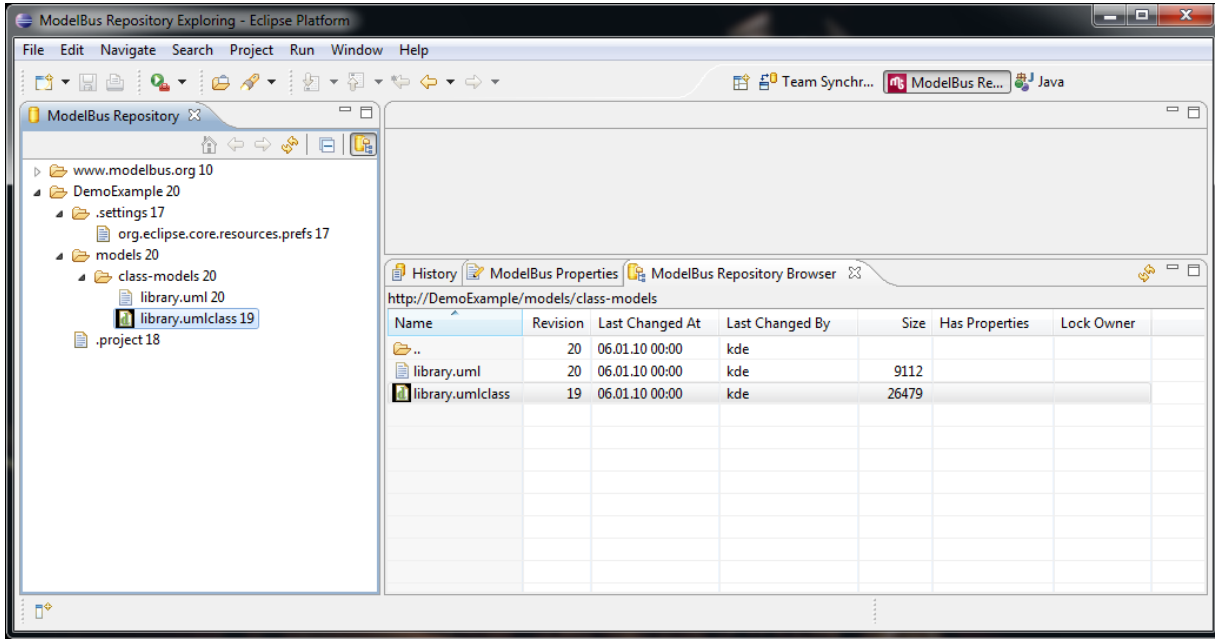 ModelBus Repository Exploring - Eclipse Platform
File Edit Navigate Search Project Run Window Help
Team Synchr... ModelBus Re... Java
ModelBus Repository
www.modelbus.org 10
DemoExample 20
.settings 17
org.eclipse.core.resources.prefs 17
models 20
class-models 20
library.uml 20
library.umlclass 19
.project 18
History ModelBus Properties ModelBus Repository Browser
http://DemoExample/models/class-models
Name Revision Last Changed At Last Changed By Size Has Properties Lock Owner
.. 20 06.01.10 00:00 kde
library.uml 20 06.01.10 00:00 kde 9112
library.umlclass 19 06.01.10 00:00 kde 26479